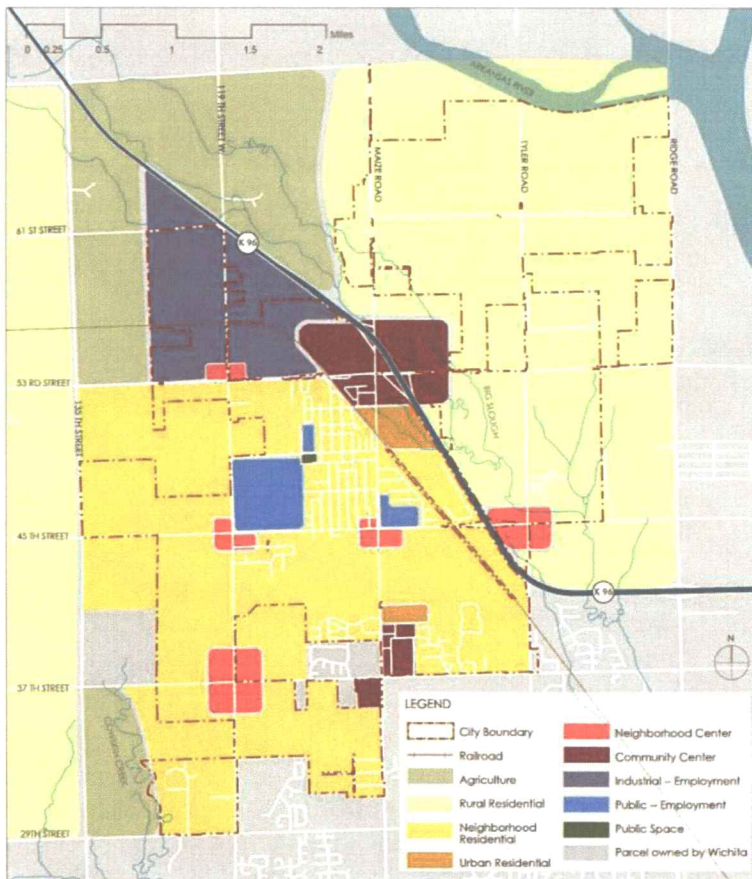 0 0.25 0.5 1 1.5 2 Miles
ARKANSAS RIVER
119 TH STREET W
MAIZE ROAD
TYLER ROAD
RIDGE ROAD
61 ST STREET
K 96
53 RD STREET
135 TH STREET
BIG SLOUGH
45 TH STREET
K 96
N
37 TH STREET
LEGEND
City Boundary
Railroad
Agriculture
Rural Residential
Neighborhood
Residential
Urban Residential
Neighborhood Center
Community Center
Industrial – Employment
Public – Employment
Public Space
Parcel owned by Wichita
29TH STREET